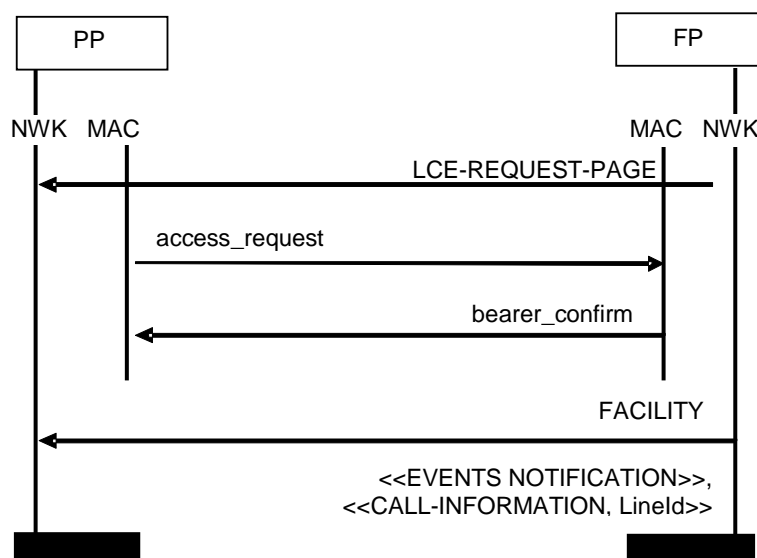 PP FP
NWK MAC MAC NWK
LCE-REQUEST-PAGE
access_request
bearer_confirm
FACILITY
<<EVENTS NOTIFICATION>>,
<<CALL-INFORMATION, LineId>>